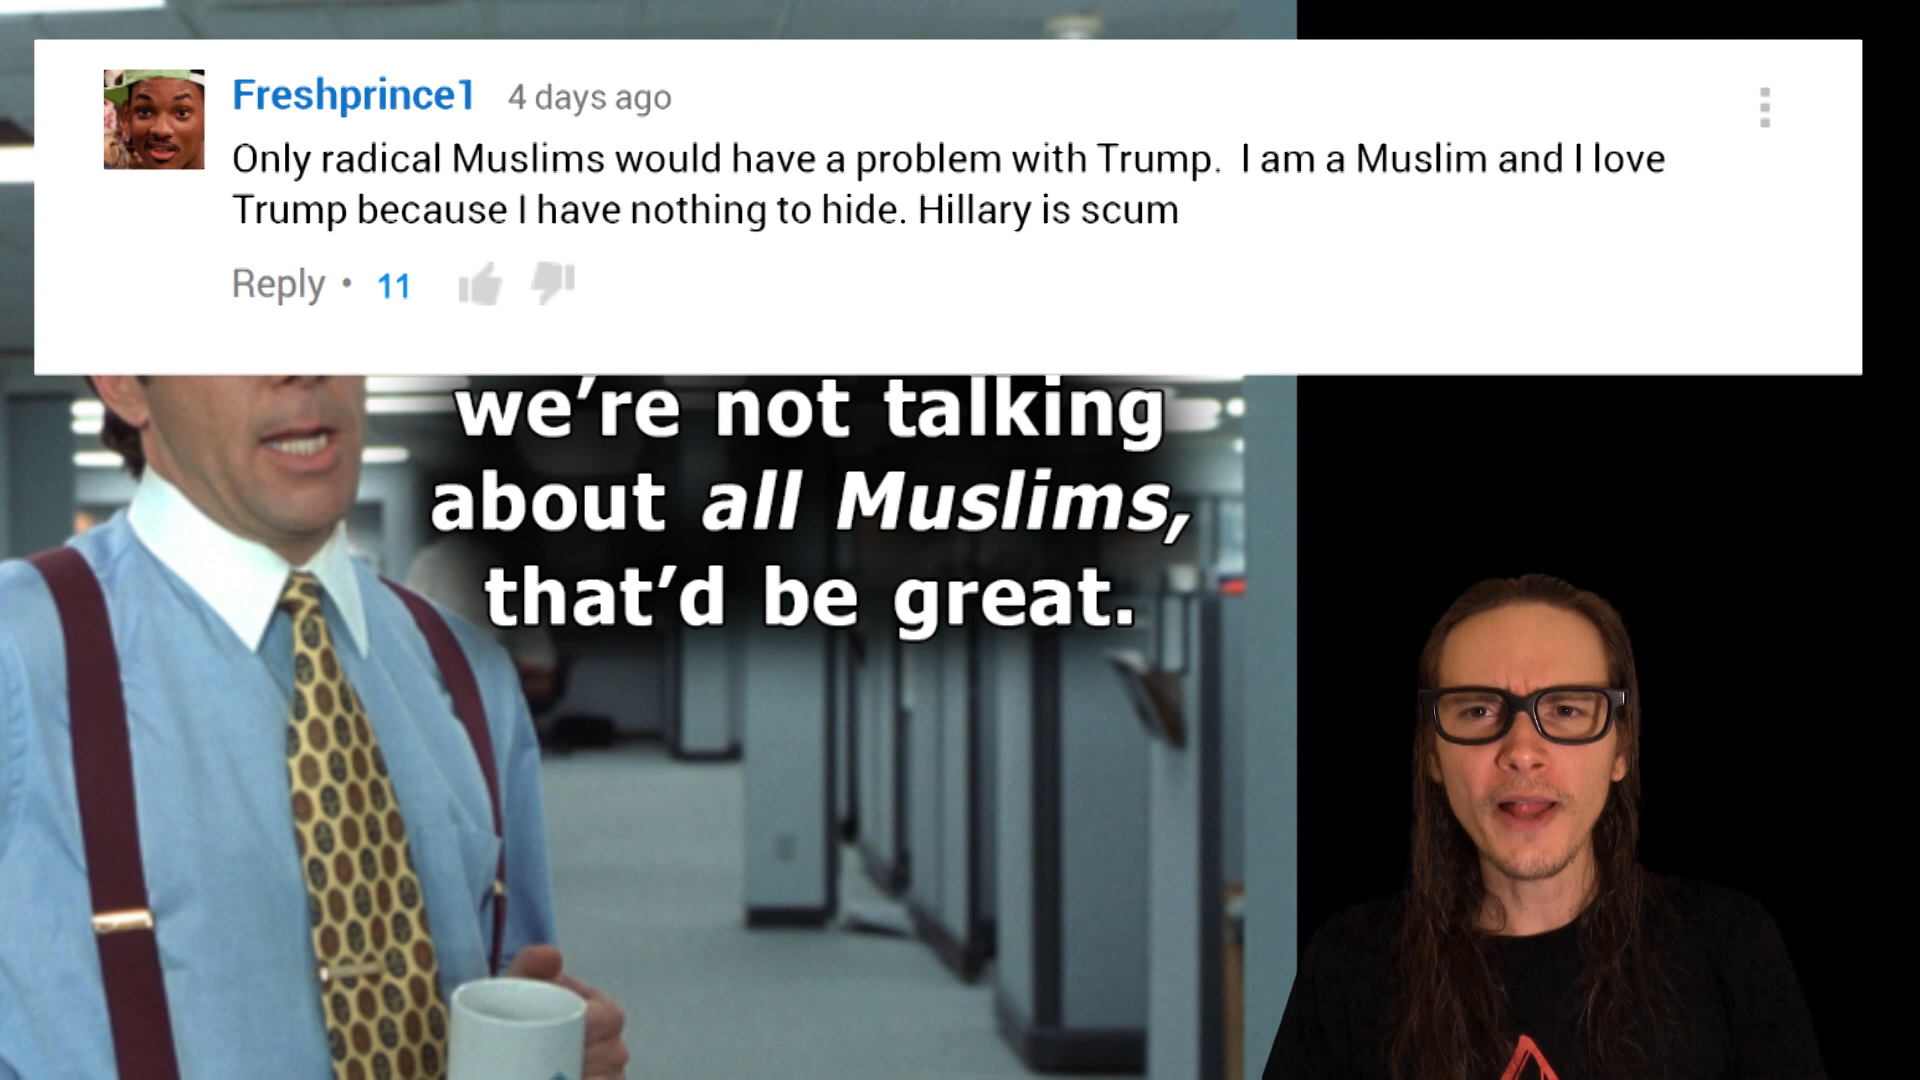 Freshprince1 4 days ago
Only radical Muslims would have a problem with Trump. I am a Muslim and I love
Trump because I have nothing to hide. Hillary is scum
Reply • 11
we're not talking
about all Muslims,
that'd be great.